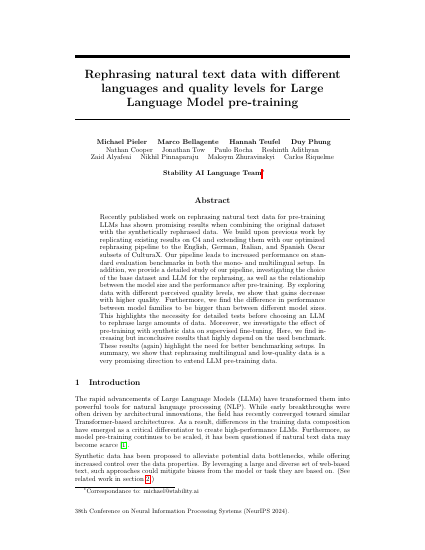 Rephrasing natural text data with different
languages and quality levels for Large
Language Model pre-training
Michael Pieler Marco Bellagente Hannah Teufel Duy Phung
Nathan Cooper Jonathan Tow Paulo Rocha Reshinth Adithyan
Zaid Alyafeai Nikhil Pinnaparaju Maksym Zhuravinskyi Carlos Riquelme
Stability AI Language Team*
Abstract
Recently published work on rephrasing natural text data for pre-training
LLMs has shown promising results when combining the original dataset
with the synthetically rephrased data. We build upon previous work by
replicating existing results on C4 and extending them with our optimized
rephrasing pipeline to the English, German, Italian, and Spanish Oscar
subsets of CulturaX. Our pipeline leads to increased performance on stan-
dard evaluation benchmarks in both the mono- and multilingual setup. In
addition, we provide a detailed study of our pipeline, investigating the choice
of the base dataset and LLM for the rephrasing, as well as the relationship
between the model size and the performance after pre-training. By exploring
data with different perceived quality levels, we show that gains decrease
with higher quality. Furthermore, we find the difference in performance
between model families to be bigger than between different model sizes.
This highlights the necessity for detailed tests before choosing an LLM
to rephrase large amounts of data. Moreover, we investigate the effect of
pre-training with synthetic data on supervised fine-tuning. Here, we find in-
creasing but inconclusive results that highly depend on the used benchmark.
These results (again) highlight the need for better benchmarking setups. In
summary, we show that rephrasing multilingual and low-quality data is a
very promising direction to extend LLM pre-training data.
1 Introduction
The rapid advancements of Large Language Models (LLMs) have transformed them into
powerful tools for natural language processing (NLP). While early breakthroughs were
often driven by architectural innovations, the field has recently converged toward similar
Transformer-based architectures. As a result, differences in the training data composition
have emerged as a critical differentiator to create high-performance LLMs. Furthermore, as
model pre-training continues to be scaled, it has been questioned if natural text data may
become scarce [1].
Synthetic data has been proposed to alleviate potential data bottlenecks, while offering
increased control over the data properties. By leveraging a large and diverse set of web-based
text, such approaches could mitigate biases from the model or task they are based on. (See
related work in section 2.)
*Correspondence to: michael@stability.ai
38th Conference on Neural Information Processing Systems (NeurIPS 2024).